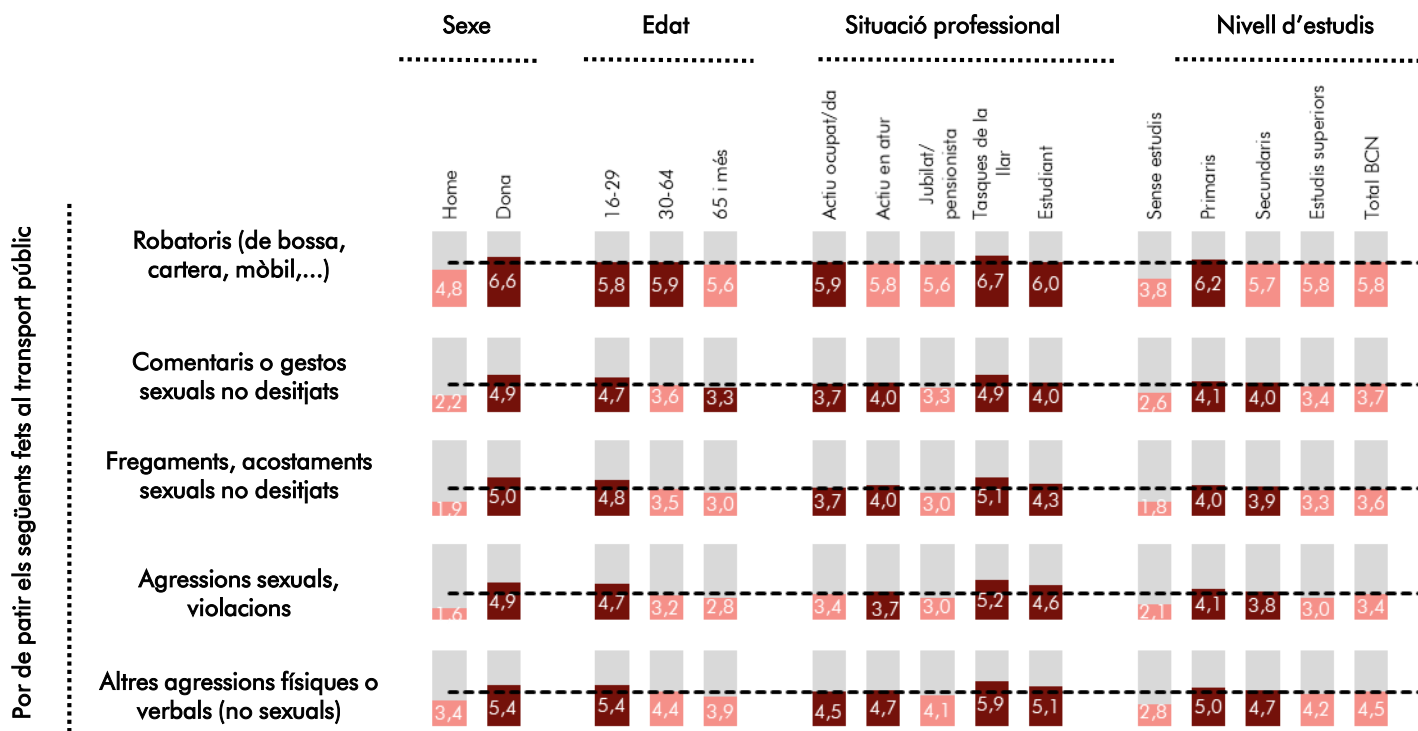 Sexe Edat Situació professional Nivell d'estudis
Home Dona 16-29 30-64 65 i més Actiu ocupat/da Actiu en atur Jubilat/ pensionista Tasques de la llar Estudiant Sense estudis Primaris Secundaris Estudis superiors Total BCN
Por de patir els següents fets al transport públic
Robatoris (de bossa,
cartera, mòbil,...)
4,8 6,6 5,8 5,9 5,6 5,9 5,8 5,6 6,7 6,0 3,8 6,2 5,7 5,8 5,8
Comentaris o gestos
sexuals no desitjats
2,2 4,9 4,7 3,6 3,3 3,7 4,0 3,3 4,9 4,0 2,6 4,1 4,0 3,4 3,7
Fregaments, acostaments
sexuals no desitjats
1,9 5,0 4,8 3,5 3,0 3,7 4,0 3,0 5,1 4,3 1,8 4,0 3,9 3,3 3,6
Agressions sexuals,
violacions
1,6 4,9 4,7 3,2 2,8 3,4 3,7 3,0 5,2 4,6 2,1 4,1 3,8 3,0 3,4
Altres agressions físiques o
verbals (no sexuals)
3,4 5,4 5,4 4,4 3,9 4,5 4,7 4,1 5,9 5,1 2,8 5,0 4,7 4,2 4,5